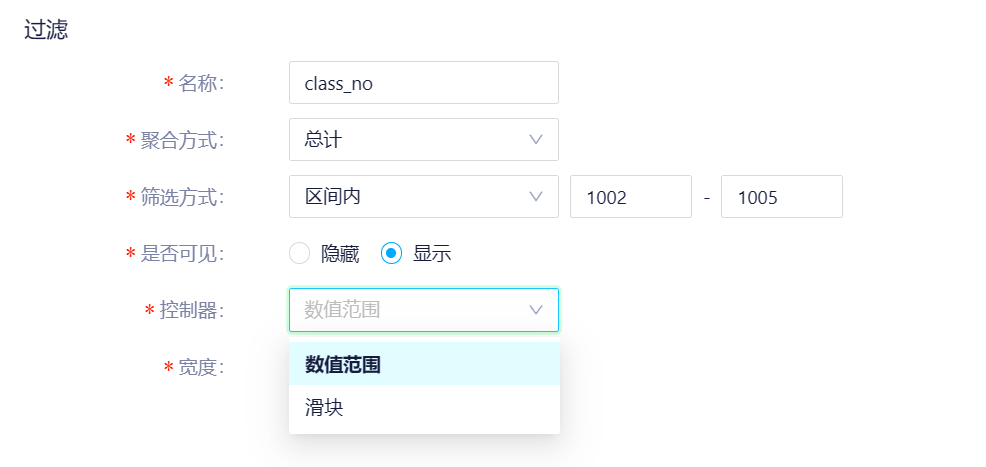 过滤
* 名称： class_no
* 聚合方式： 总计
* 筛选方式： 区间内 1002 - 1005
* 是否可见： 隐藏 显示
* 控制器： 数值范围
数值范围
* 宽度：
滑块